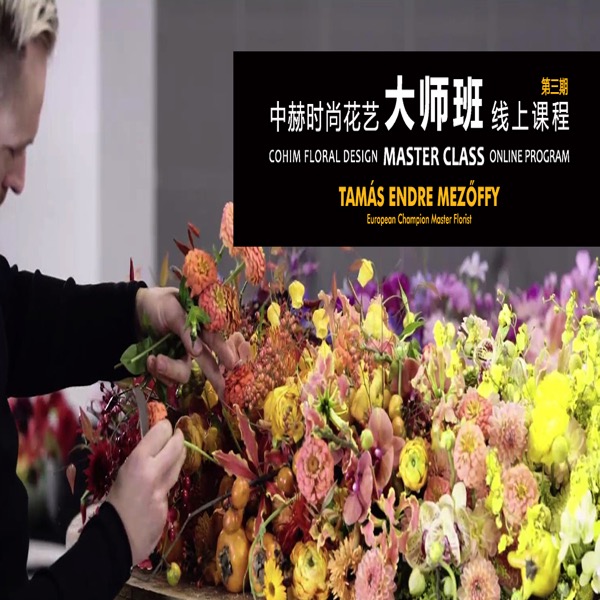 第三期
中赫时尚花艺 大师班 线上课程
COHIM FLORAL DESIGN MASTER CLASS ONLINE PROGRAM
TAMÁS ENDRE MEZŐFFY
European Champion Master Florist